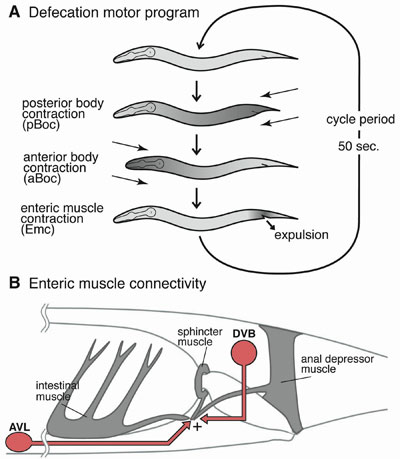 A Defecation motor program
posterior body
contraction
(pBoc)
cycle period
50 sec.
anterior body
contraction
(aBoc)
enteric muscle
contraction
(Emc)
expulsion
B Enteric muscle connectivity
sphincter
muscle
DVB
anal depressor
muscle
intestinal
muscle
AVL
+